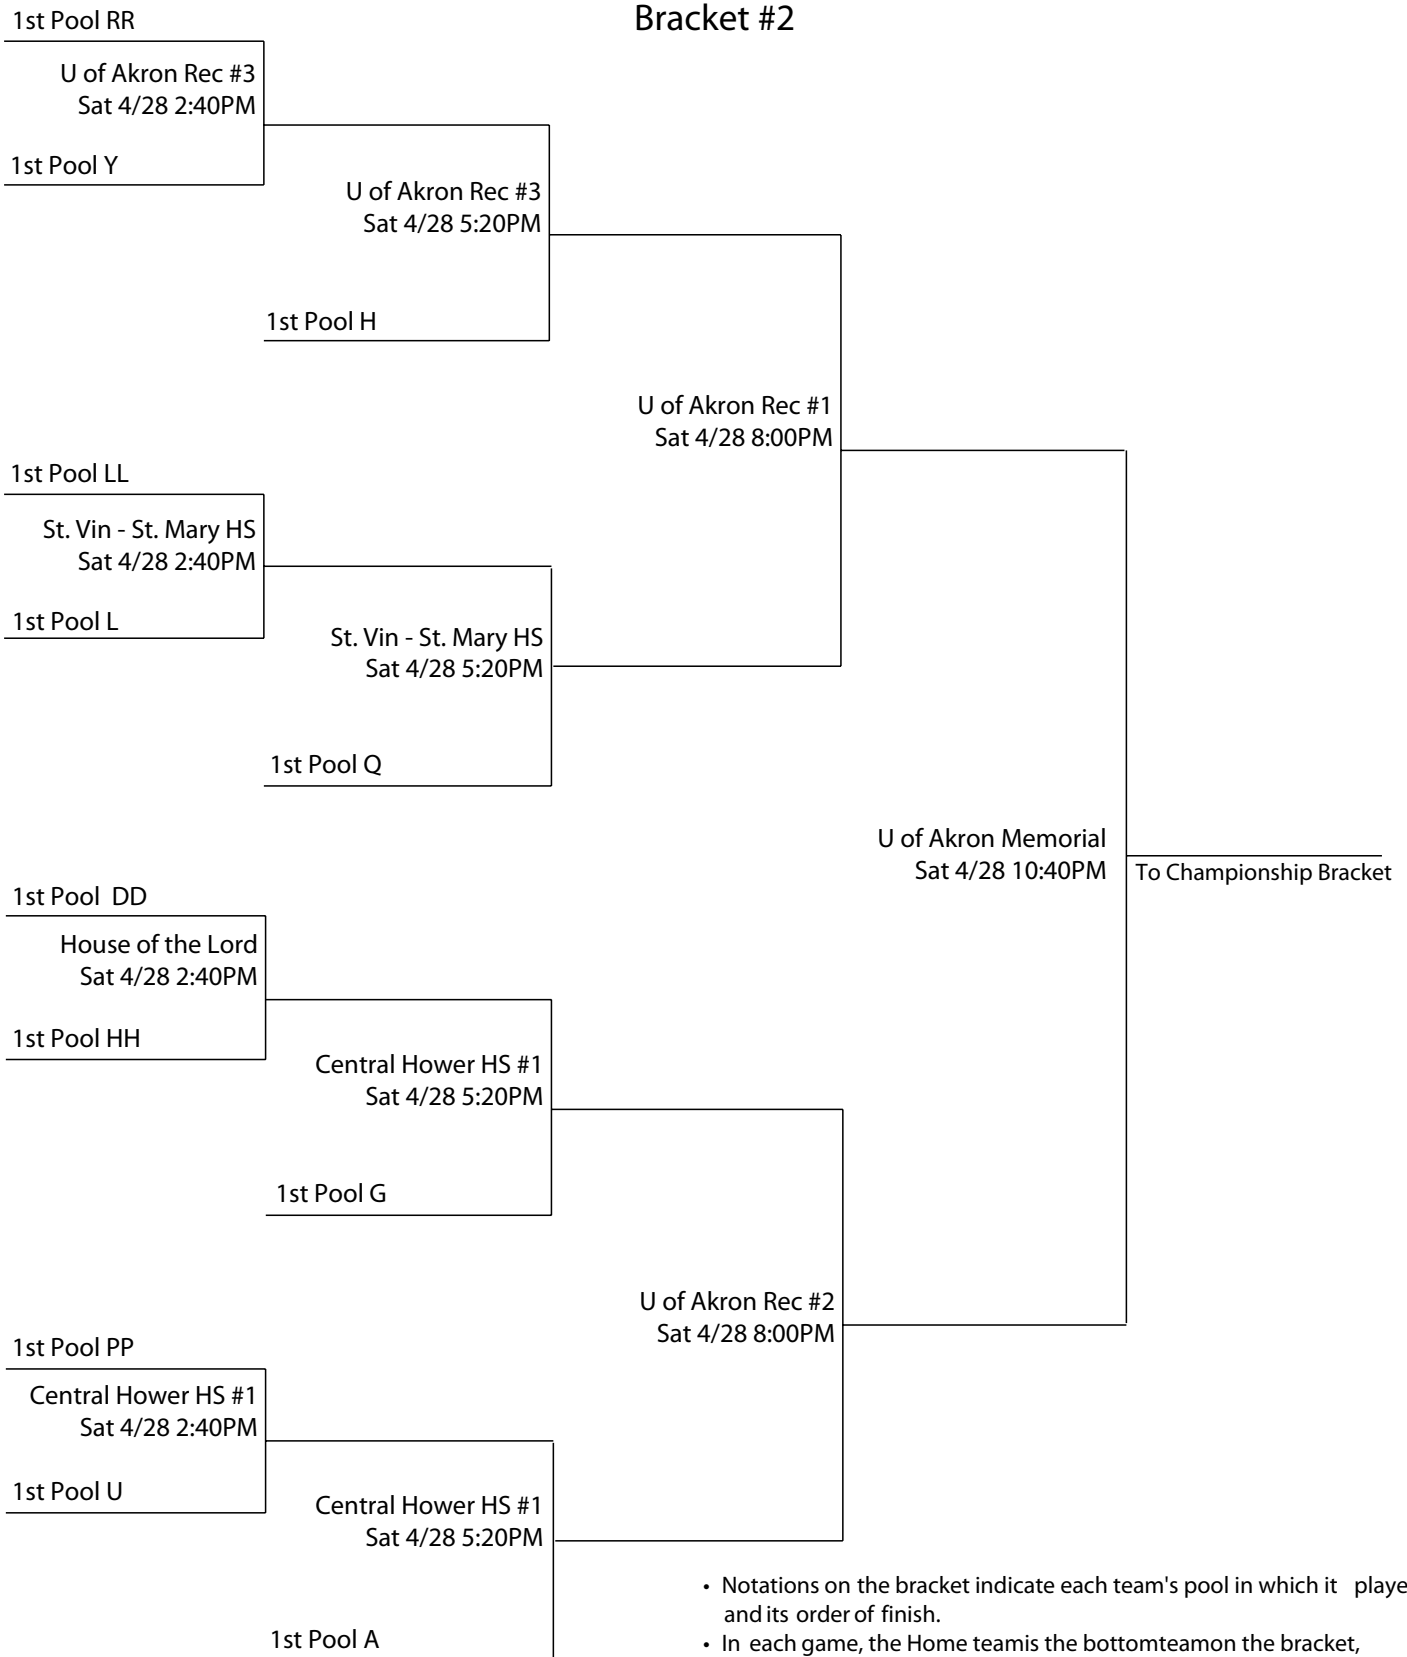 Bracket #2
1st Pool RR
U of Akron Rec #3
Sat 4/28 2:40PM
1st Pool Y
U of Akron Rec #3
Sat 4/28 5:20PM
1st Pool H
U of Akron Rec #1
Sat 4/28 8:00PM
1st Pool LL
St. Vin - St. Mary HS
Sat 4/28 2:40PM
1st Pool L
St. Vin - St. Mary HS
Sat 4/28 5:20PM
1st Pool Q
U of Akron Memorial
Sat 4/28 10:40PM
To Championship Bracket
1st Pool DD
House of the Lord
Sat 4/28 2:40PM
1st Pool HH
Central Hower HS #1
Sat 4/28 5:20PM
1st Pool G
U of Akron Rec #2
Sat 4/28 8:00PM
1st Pool PP
Central Hower HS #1
Sat 4/28 2:40PM
1st Pool U
Central Hower HS #1
Sat 4/28 5:20PM
1st Pool A
• Notations on the bracket indicate each team's pool in which it playe
and its order of finish.
• In each game, the Home teamis the bottomteamon the bracket,